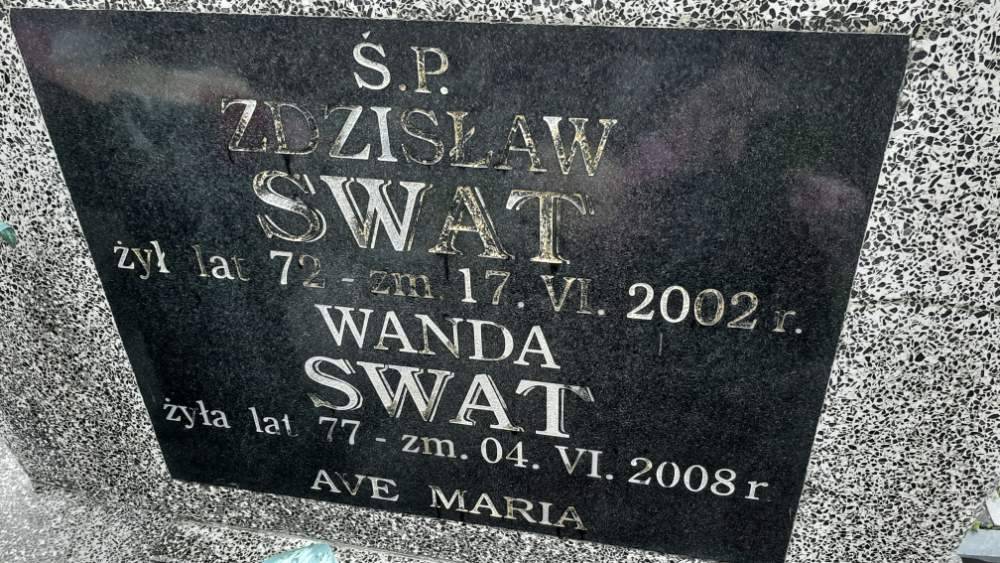 Ś.P.
ZDZISŁAW
SWAT
żył lat 72 - zm. 17. VI. 2002 r.
WANDA
SWAT
żyła lat 77 - zm. 04. VI. 2008 r
AVE MARIA